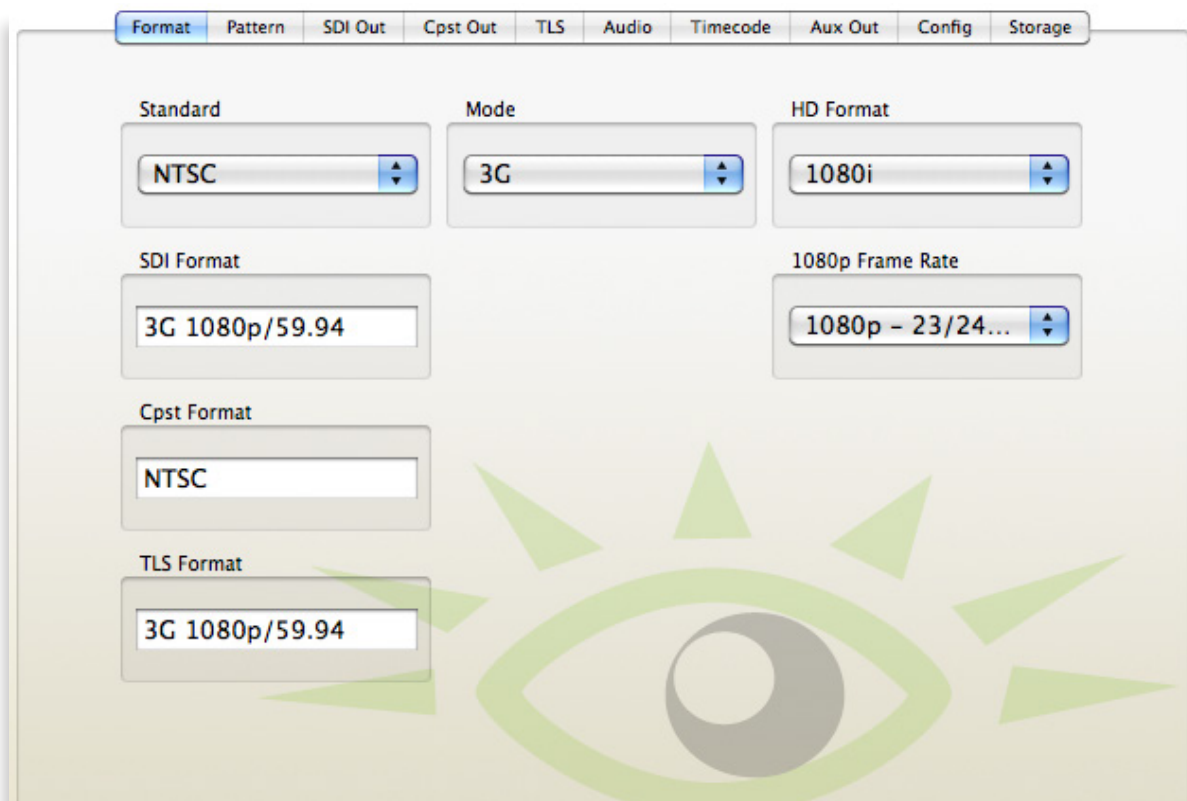 Format Pattern SDI Out Cpst Out TLS Audio Timecode Aux Out Config Storage
Standard Mode HD Format
NTSC 3G 1080i
SDI Format 1080p Frame Rate
3G 1080p/59.94 1080p - 23/24...
Cpst Format
NTSC
TLS Format
3G 1080p/59.94